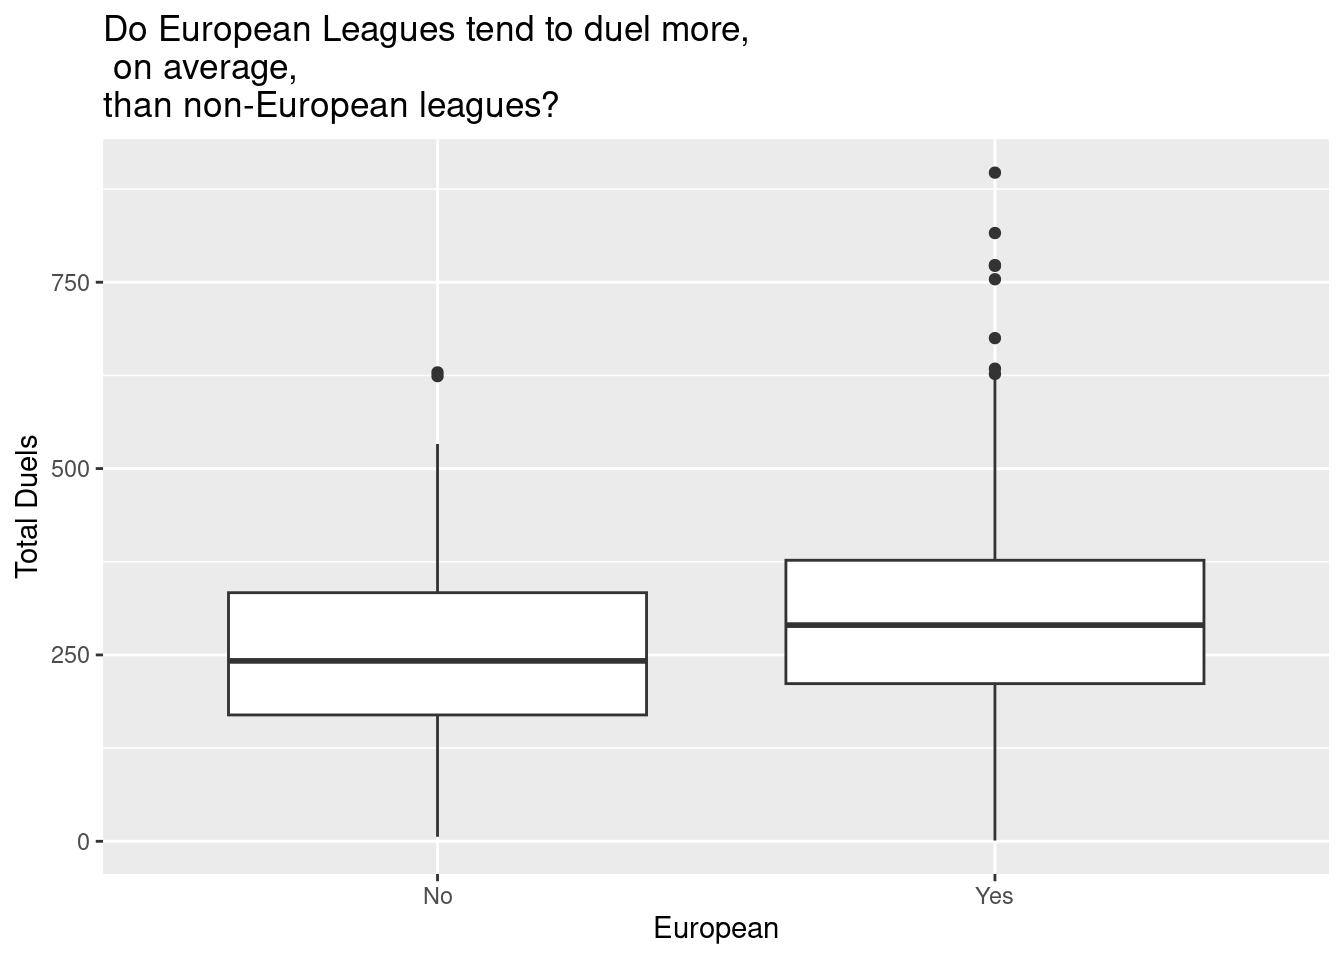 Do European Leagues tend to duel more,
on average,
than non-European leagues?
Total Duels
750
500
250
0
No
Yes
European